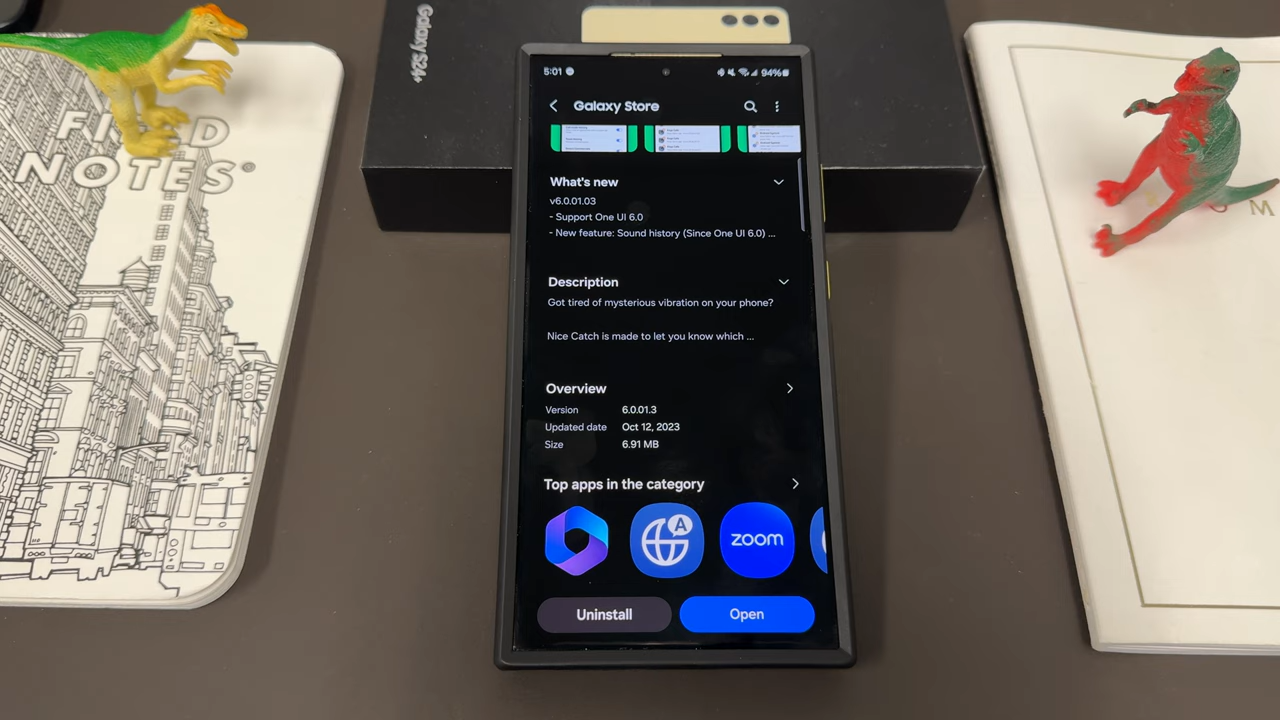 FIELD
NOTES®
Galaxy S24+
5:01
94%
Galaxy Store
What's new
v6.0.01.03
- Support One UI 6.0
- New feature: Sound history (Since One UI 6.0) ...
Description
Got tired of mysterious vibration on your phone?
Nice Catch is made to let you know which ...
Overview
Version 6.0.01.3
Updated date Oct 12, 2023
Size 6.91 MB
Top apps in the category
A
zoom
Uninstall Open